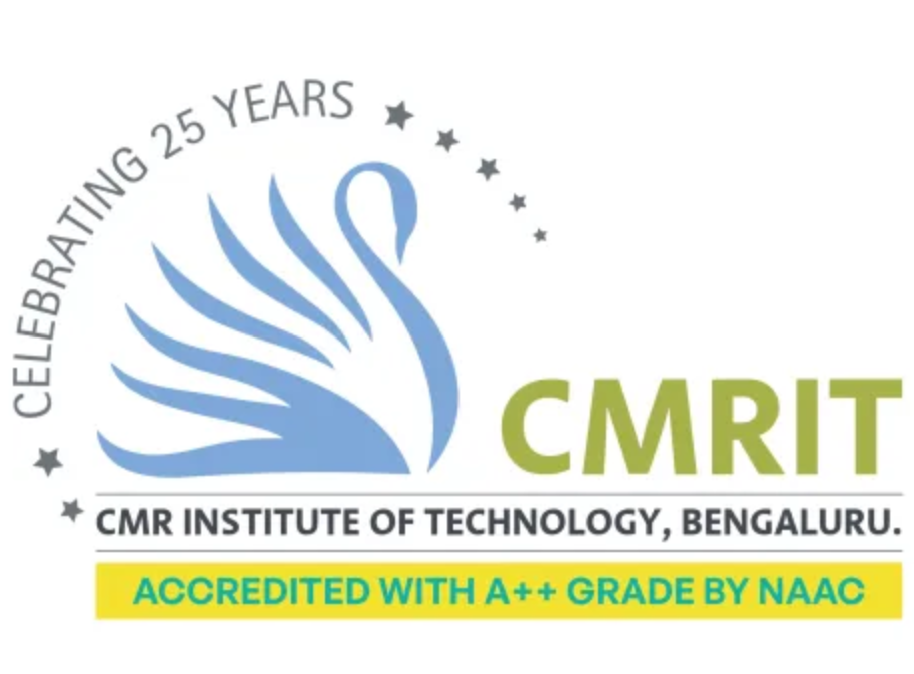 CELEBRATING 25 YEARS
CMRIT
CMR INSTITUTE OF TECHNOLOGY, BENGALURU.
ACCREDITED WITH A++ GRADE BY NAAC